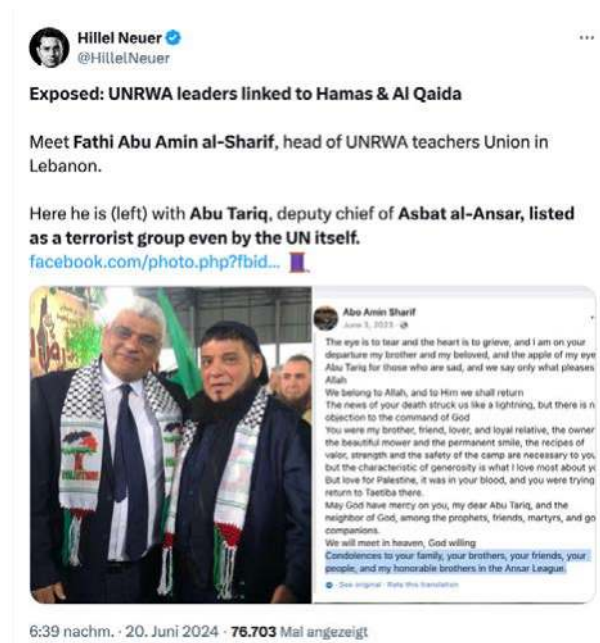 Hillel Neuer
@HillelNeuer
Exposed: UNRWA leaders linked to Hamas & Al Qaida
Meet Fathi Abu Amin al-Sharif, head of UNRWA teachers Union in
Lebanon.
Here he is (left) with Abu Tariq, deputy chief of Asbat al-Ansar, listed
as a terrorist group even by the UN itself.
facebook.com/photo.php?fbid...
Abo Amin Sharif
June 3, 2023
The eye is to tear and the heart is to grieve, and I am on your
departure my brother and my beloved, and the apple of my eye
Abu Tariq for those who are sad, and we say only what pleases
Allah
We belong to Allah, and to Him we shall return
The news of your death struck us like a lightning, but there is n
objection to the command of God
You were my brother, friend, lover, and loyal relative, the owner
the beautiful mower and the permanent smile, the recipes of
valor, strength and the safety of the camp are necessary to you
but the characteristic of generosity is what I love most about yo
But love for Palestine, it was in your blood, and you were trying
return to Taetiba there.
May God have mercy on you, my dear Abu Tariq, and the
neighbor of God, among the prophets, friends, martyrs, and go
companions.
We will meet in heaven, God willing
Condolences to your family, your brothers, your friends, your
people, and my honorable brothers in the Ansar League.
See original · Rate this translation
6:39 nachm. · 20. Juni 2024 · 76.703 Mal angezeigt